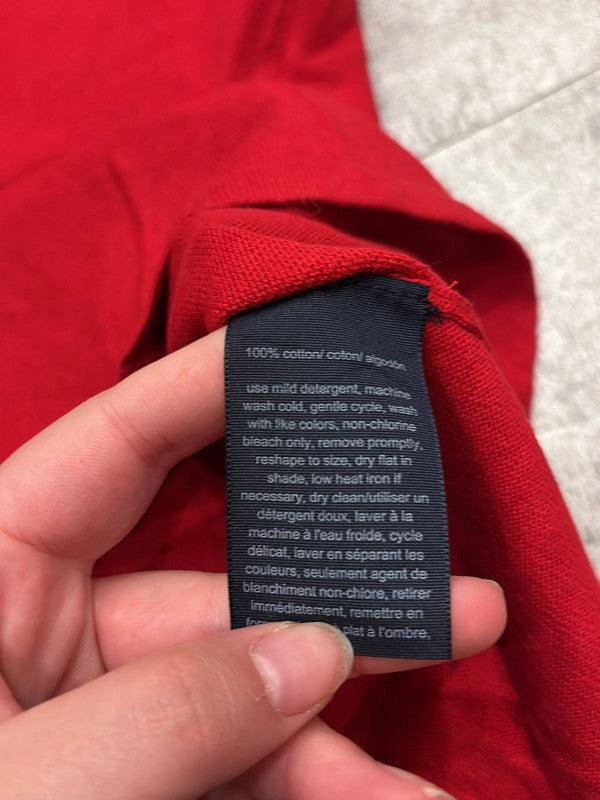 100% cotton/ coton/ algodón
use mild detergent, machine
wash cold, gentle cycle, wash
with like colors, non-chlorine
bleach only, remove promptly,
reshape to size, dry flat in
shade, low heat iron if
necessary, dry clean/utiliser un
détergent doux, laver à la
machine à l'eau froide, cycle
délicat, laver en séparant les
couleurs, seulement agent de
blanchiment non-chlore, retirer
immédiatement, remettre en
plat à l'ombre,